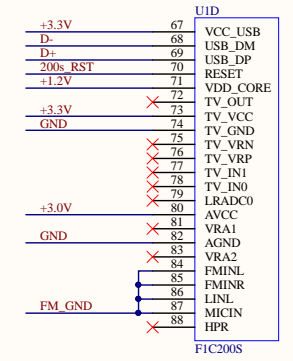 U1D
+3.3V 67 VCC_USB
D- 68 USB_DM
D+ 69 USB_DP
200s_RST 70 RESET
+1.2V 71 VDD_CORE
72 TV_OUT
+3.3V 73 TV_VCC
GND 74 TV_GND
75 TV_VRN
76 TV_VRP
77 TV_IN1
78 TV_IN0
79 LRADC0
+3.0V 80 AVCC
81 VRA1
GND 82 AGND
83 VRA2
84 FMINL
85 FMINR
86 LINL
FM_GND 87 MICIN
88 HPR
F1C200S